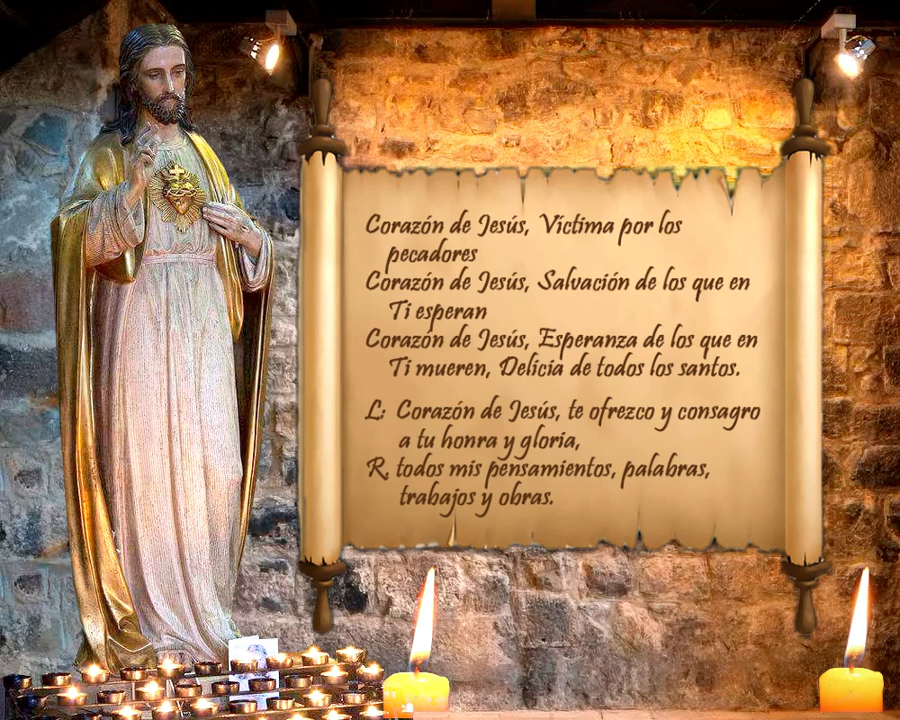 Corazón de Jesús, Víctima por los
pecadores
Corazón de Jesús, Salvación de los que en
Ti esperan
Corazón de Jesús, Esperanza de los que en
Ti mueren, Delicia de todos los santos.
L: Corazón de Jesús, te ofrezco y consagro
a tu honra y gloria,
R. todos mis pensamientos, palabras,
trabajos y obras.